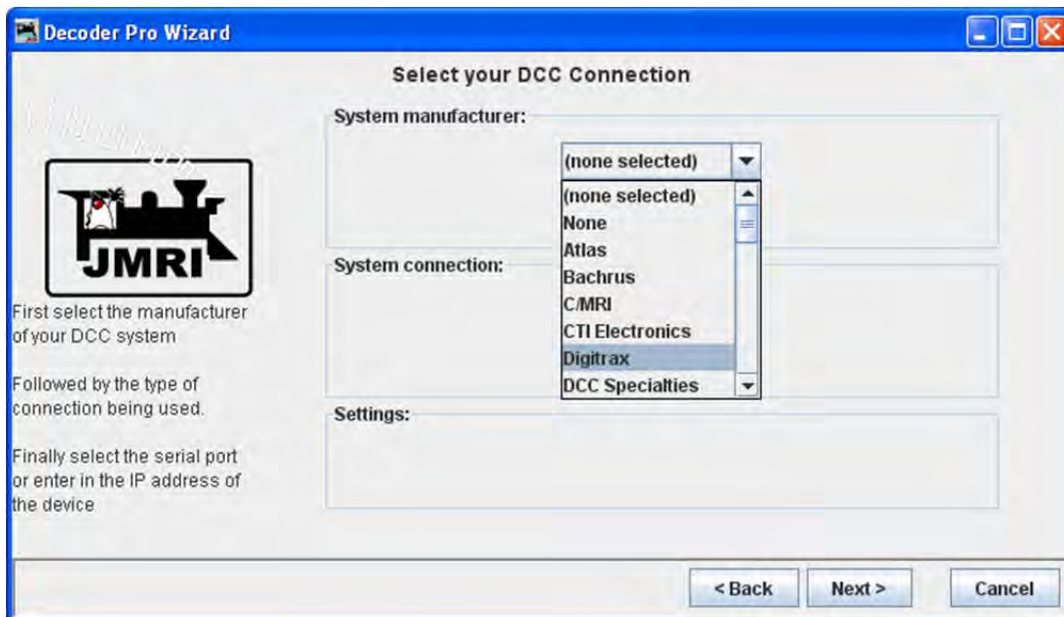 Decoder Pro Wizard
Select your DCC Connection
System manufacturer:
(none selected)
(none selected)
None
Atlas
Bachrus
C/MRI
CTI Electronics
Digitrax
DCC Specialties
System connection:
Settings:
JMRI
First select the manufacturer
of your DCC system
Followed by the type of
connection being used.
Finally select the serial port
or enter in the IP address of
the device
< Back
Next >
Cancel